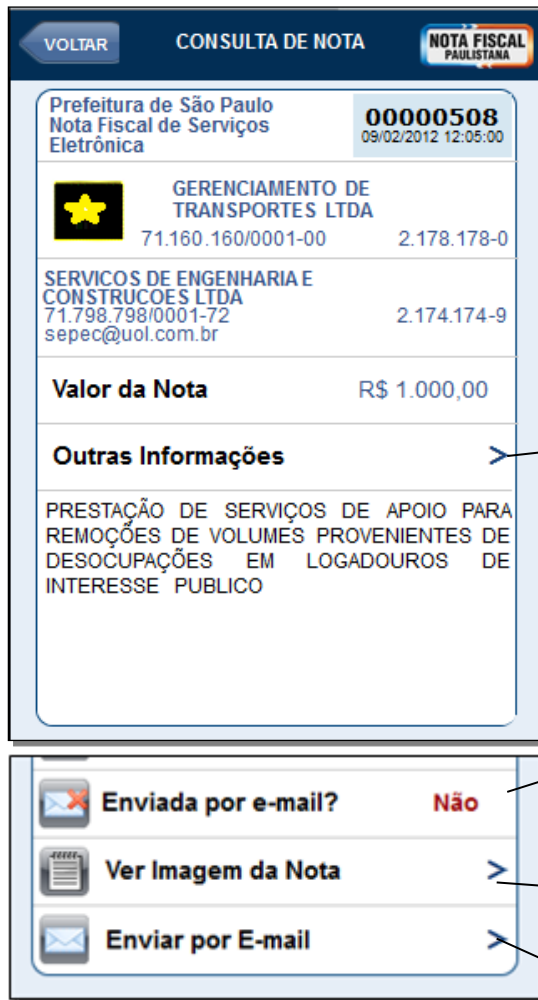 VOLTAR
CONSULTA DE NOTA
NOTA FISCAL
PAULISTANA
Prefeitura de São Paulo
Nota Fiscal de Serviços
Eletrônica
00000508
09/02/2012 12:05:00
GERENCIAMENTO DE
TRANSPORTES LTDA
71.160.160/0001-00 2.178.178-0
SERVICOS DE ENGENHARIA E
CONSTRUCOES LTDA
71.798.798/0001-72 2.174.174-9
sepec@uol.com.br
Valor da Nota R$ 1.000,00
Outras Informações >
PRESTAÇÃO DE SERVIÇOS DE APOIO PARA
REMOÇÕES DE VOLUMES PROVENIENTES DE
DESOCUPAÇÕES EM LOGADOUROS DE
INTERESSE PUBLICO
Enviada por e-mail? Não
Ver Imagem da Nota >
Enviar por E-mail >